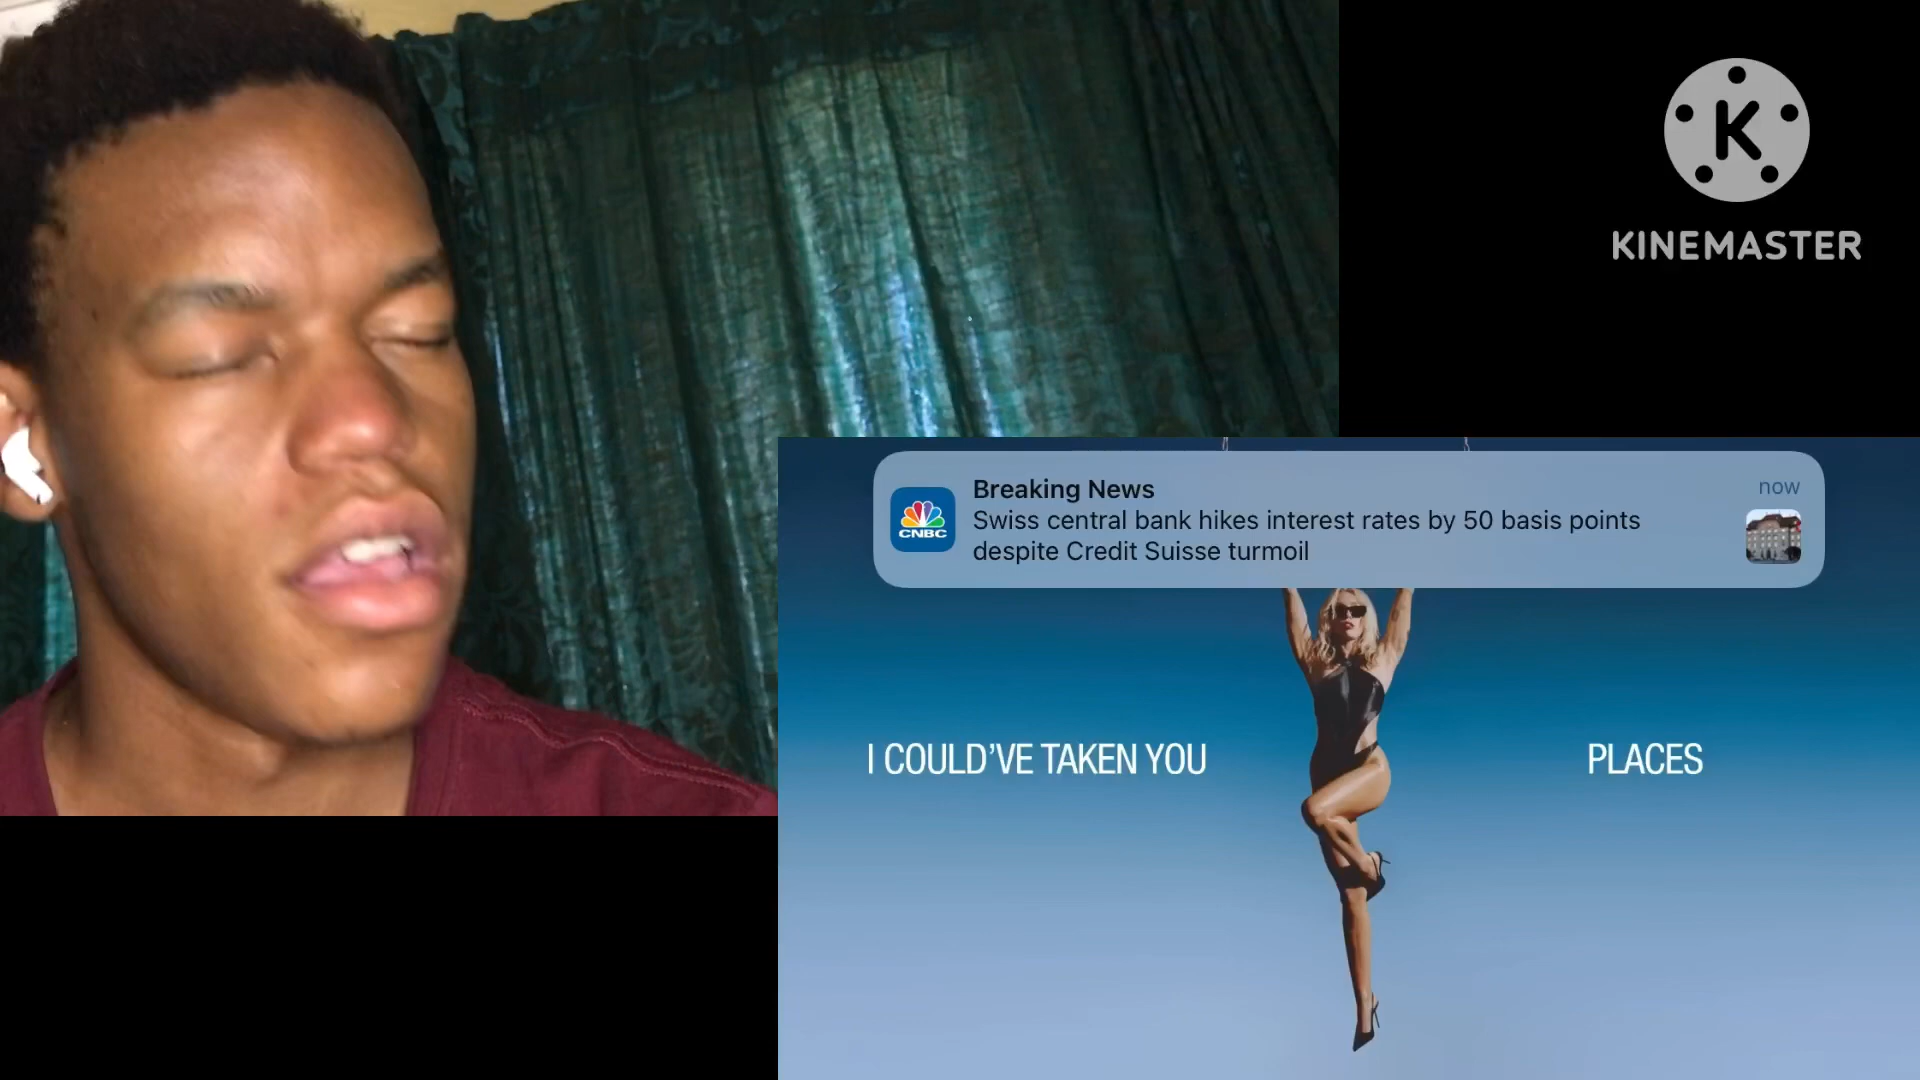 K
KINEMASTER
Breaking News
now
Swiss central bank hikes interest rates by 50 basis points
despite Credit Suisse turmoil
CNBC
I COULD'VE TAKEN YOU PLACES